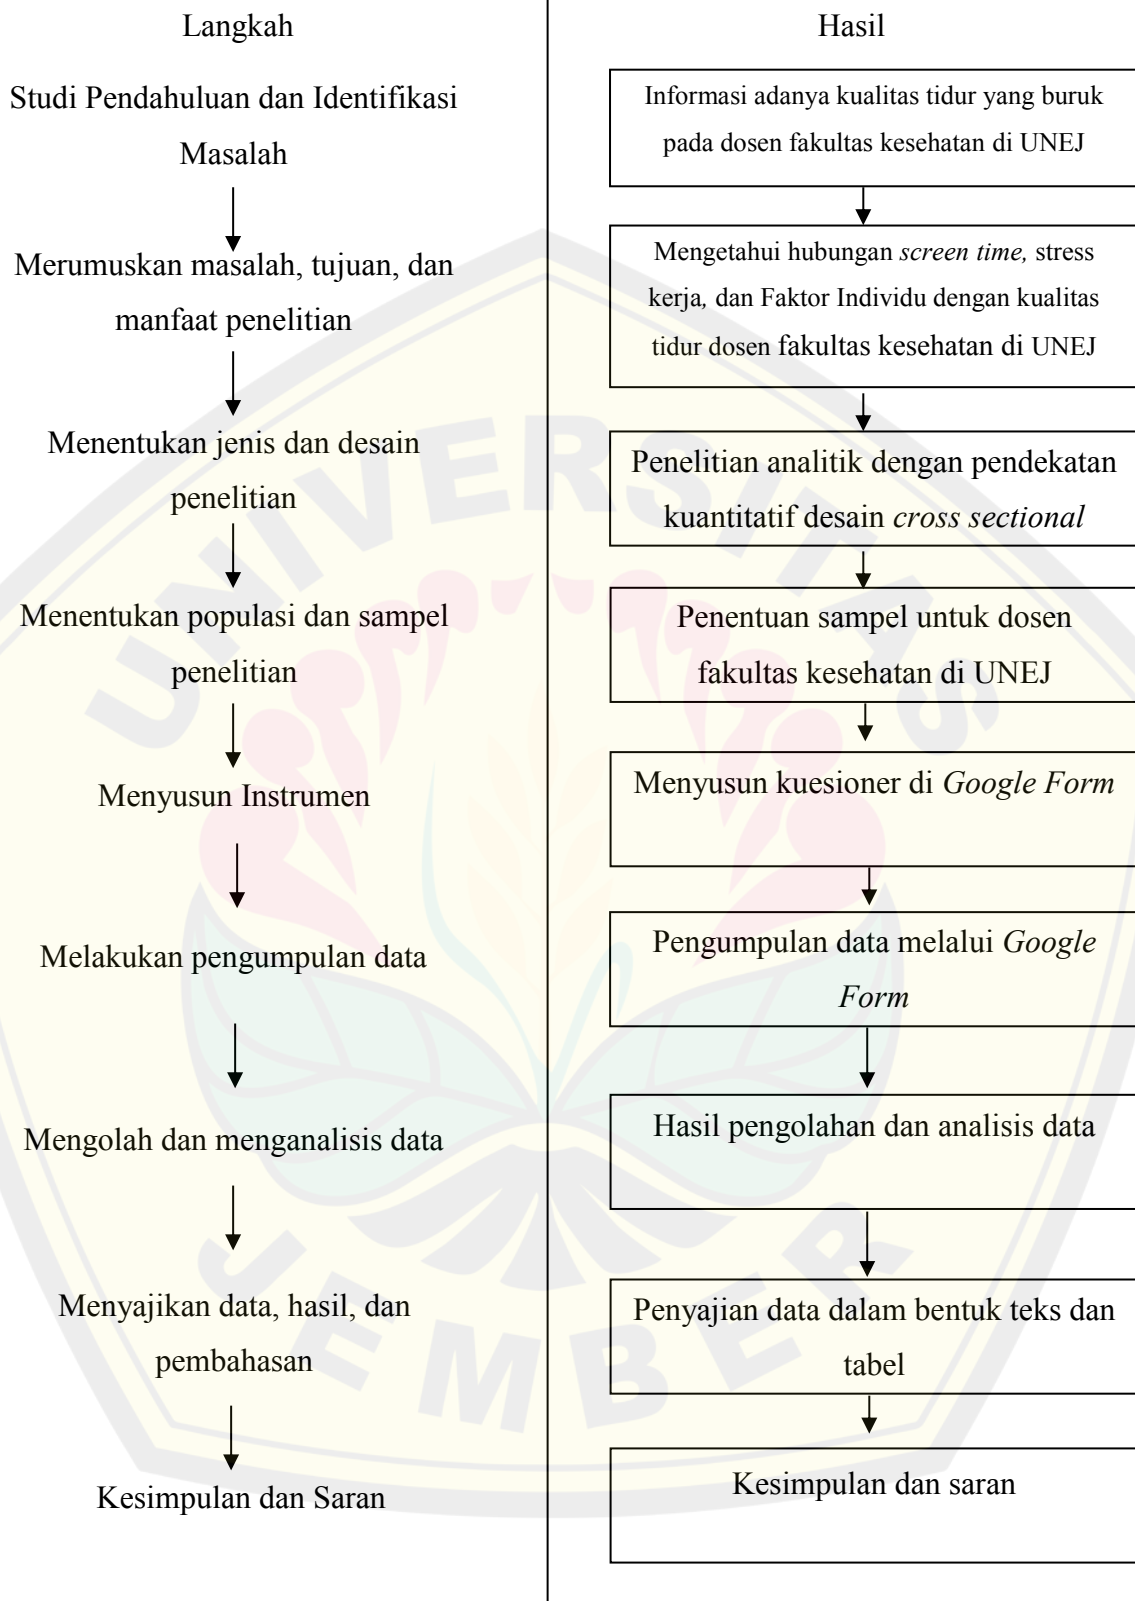 Langkah
Studi Pendahuluan dan Identifikasi
Masalah
Merumuskan masalah, tujuan, dan
manfaat penelitian
Menentukan jenis dan desain
penelitian
Menentukan populasi dan sampel
penelitian
Menyusun Instrumen
Melakukan pengumpulan data
Mengolah dan menganalisis data
Menyajikan data, hasil, dan
pembahasan
Kesimpulan dan Saran
Hasil
Informasi adanya kualitas tidur yang buruk
pada dosen fakultas kesehatan di UNEJ
Mengetahui hubungan screen time, stress
kerja, dan Faktor Individu dengan kualitas
tidur dosen fakultas kesehatan di UNEJ
Penelitian analitik dengan pendekatan
kuantitatif desain cross sectional
Penentuan sampel untuk dosen
fakultas kesehatan di UNEJ
Menyusun kuesioner di Google Form
Pengumpulan data melalui Google
Form
Hasil pengolahan dan analisis data
Penyajian data dalam bentuk teks dan
tabel
Kesimpulan dan saran
UNIVERSITAS
JEMBER